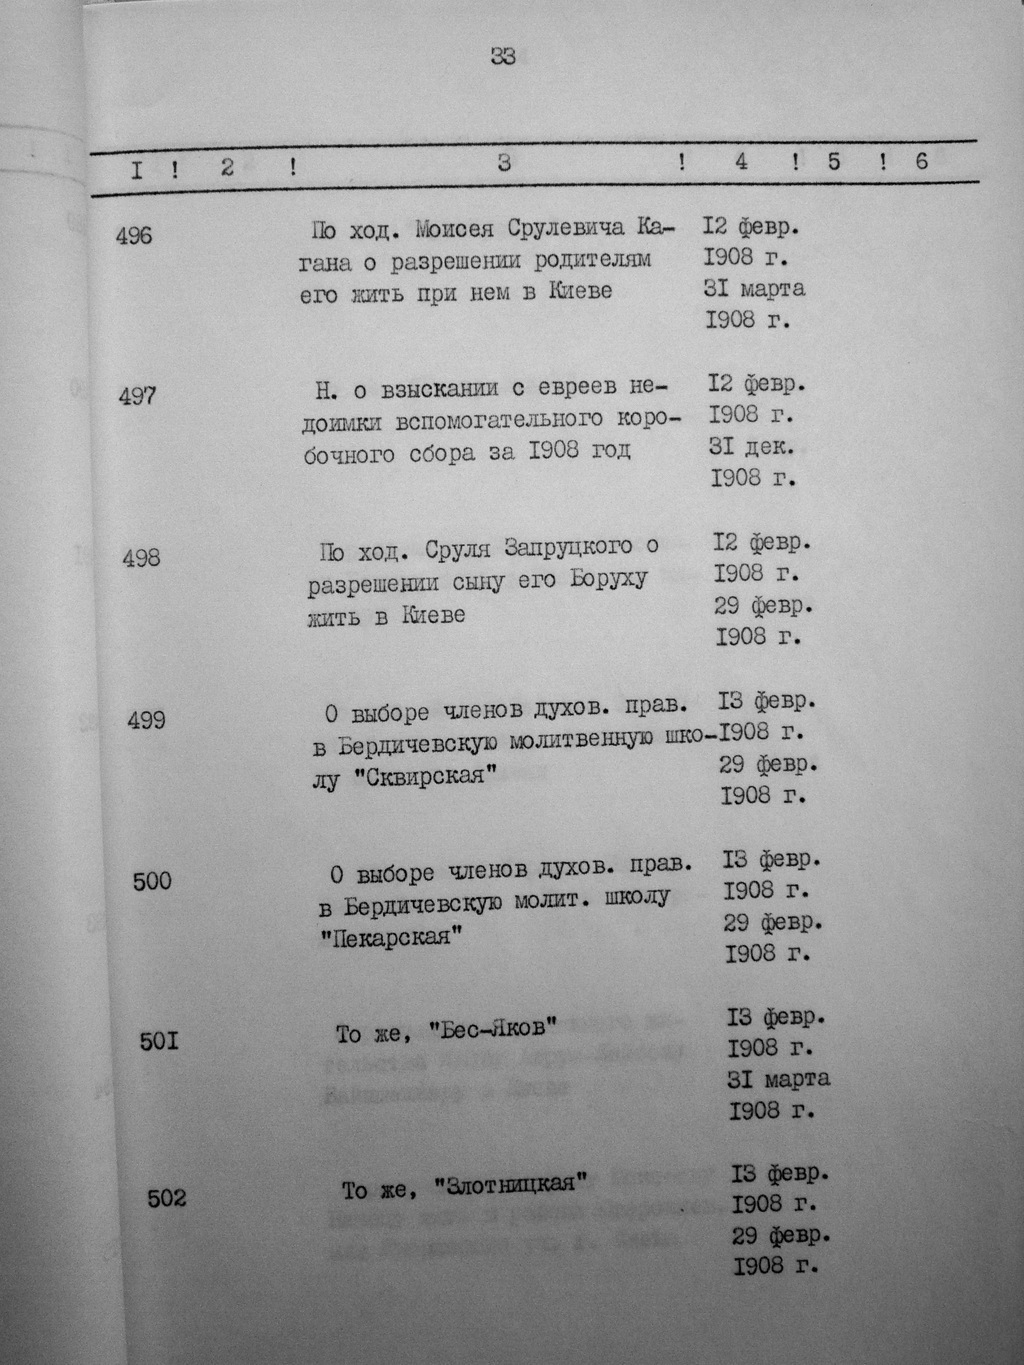 33
I ! 2 ! 3 ! 4 ! 5 ! 6
496 По ход. Моисея Срулевича Ка- I2 февр.
гана о разрешении родителям I908 г.
его жить при нем в Киеве 3I марта
I908 г.
497 Н. о взыскании с евреев не- I2 февр.
доимки вспомогательного коро- I908 г.
бочного сбора за I908 год 3I дек.
I908 г.
498 По ход. Сруля Запруцкого о I2 февр.
разрешении сыну его Боруху I908 г.
жить в Киеве 29 февр.
I908 г.
499 О выборе членов духов. прав. I3 февр.
в Бердичевскую молитвенную шко- I908 г.
лу "Сквирская" 29 февр.
I908 г.
500 О выборе членов духов. прав. I3 февр.
в Бердичевскую молит. школу I908 г.
"Пекарская" 29 февр.
I908 г.
50I То же, "Бес-Яков" I3 февр.
I908 г.
3I марта
I908 г.
502 То же, "Злотницкая" I3 февр.
I908 г.
29 февр.
I908 г.